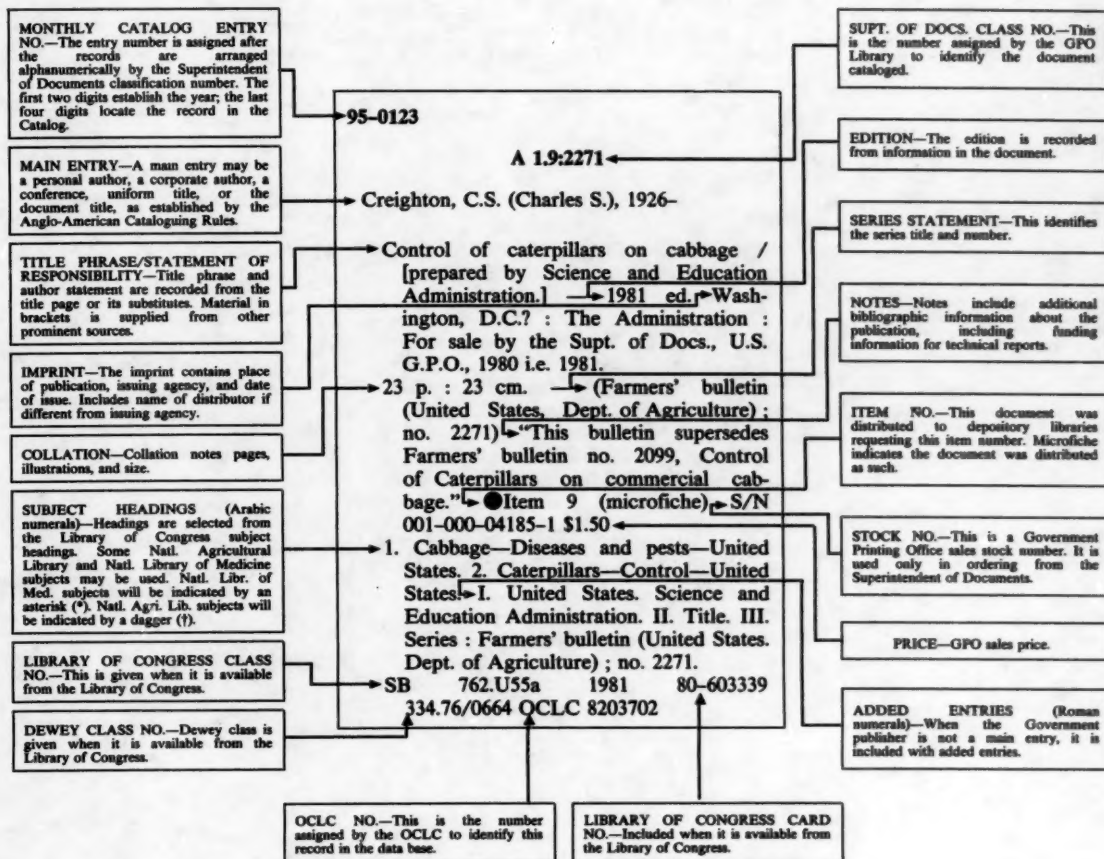 MONTHLY CATALOG ENTRY
NO.—The entry number is assigned after
the records are arranged
alphanumerically by the Superintendent
of Documents classification number. The
first two digits establish the year; the last
four digits locate the record in the
Catalog.
MAIN ENTRY—A main entry may be
a personal author, a corporate author, a
conference, uniform title, or the
document title, as established by the
Anglo-American Cataloguing Rules.
TITLE PHRASE/STATEMENT OF
RESPONSIBILITY—Title phrase and
author statement are recorded from the
title page or its substitutes. Material in
brackets is supplied from other
prominent sources.
IMPRINT—The imprint contains place
of publication, issuing agency, and date
of issue. Includes name of distributor if
different from issuing agency.
COLLATION—Collation notes pages,
illustrations, and size.
SUBJECT HEADINGS (Arabic
numerals)—Headings are selected from
the Library of Congress subject
headings. Some Natl. Agricultural
Library and Natl. Library of Medicine
subjects may be used. Natl. Libr. of
Med. subjects will be indicated by an
asterisk (*). Natl. Agri. Lib. subjects will
be indicated by a dagger (†).
LIBRARY OF CONGRESS CLASS
NO.—This is given when it is available
from the Library of Congress.
DEWEY CLASS NO.—Dewey class is
given when it is available from the
Library of Congress.
95–0123
A 1.9:2271
Creighton, C.S. (Charles S.), 1926–
Control of caterpillars on cabbage /
[prepared by Science and Education
Administration.] 1981 ed. Wash-
ington, D.C.? : The Administration :
For sale by the Supt. of Docs., U.S.
G.P.O., 1980 i.e. 1981.
23 p. : 23 cm. (Farmers' bulletin
(United States, Dept. of Agriculture) ;
no. 2271) "This bulletin supersedes
Farmers' bulletin no. 2099, Control
of Caterpillars on commercial cab-
bage." ●Item 9 (microfiche) S/N
001–000–04185–1 $1.50
1. Cabbage—Diseases and pests—United
States. 2. Caterpillars—Control—United
States. I. United States. Science and
Education Administration. II. Title. III.
Series : Farmers' bulletin (United States.
Dept. of Agriculture) ; no. 2271.
SB 762.U55a 1981 80–603339
334.76/0664 OCLC 8203702
SUPT. OF DOCS. CLASS NO.—This
is the number assigned by the GPO
Library to identify the document
cataloged.
EDITION—The edition is recorded
from information in the document.
SERIES STATEMENT—This identifies
the series title and number.
NOTES—Notes include additional
bibliographic information about the
publication, including funding
information for technical reports.
ITEM NO.—This document was
distributed to depository libraries
requesting this item number. Microfiche
indicates the document was distributed
as such.
STOCK NO.—This is a Government
Printing Office sales stock number. It is
used only in ordering from the
Superintendent of Documents.
PRICE—GPO sales price.
ADDED ENTRIES (Roman
numerals)—When the Government
publisher is not a main entry, it is
included with added entries.
OCLC NO.—This is the number
assigned by the OCLC to identify this
record in the data base.
LIBRARY OF CONGRESS CARD
NO.—Included when it is available from
the Library of Congress.